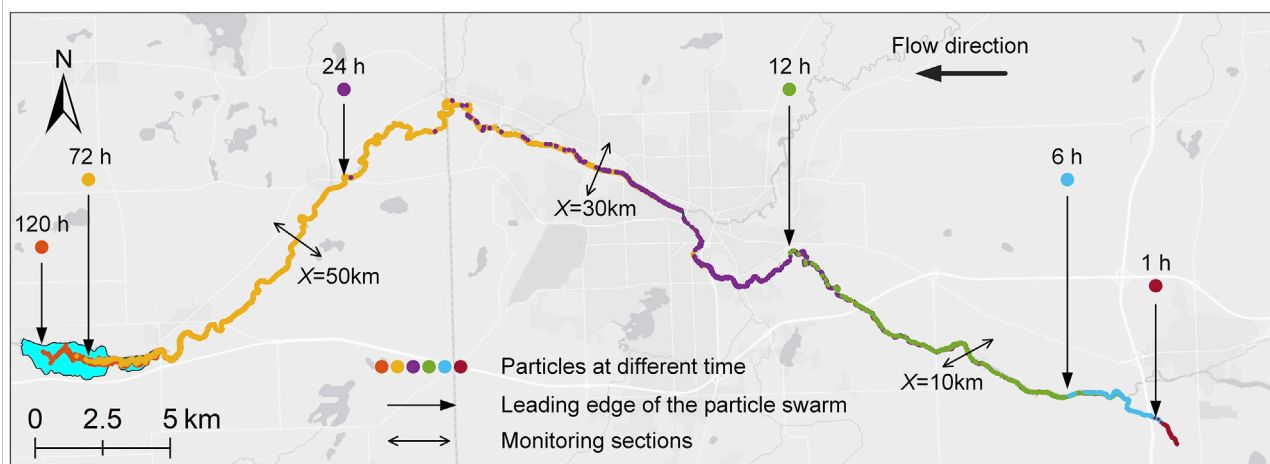 Flow direction
N
24 h
12 h
72 h
6 h
120 h
1 h
X=30km
X=50km
X=10km
Particles at different time
Leading edge of the particle swarm
Monitoring sections
0 2.5 5 km